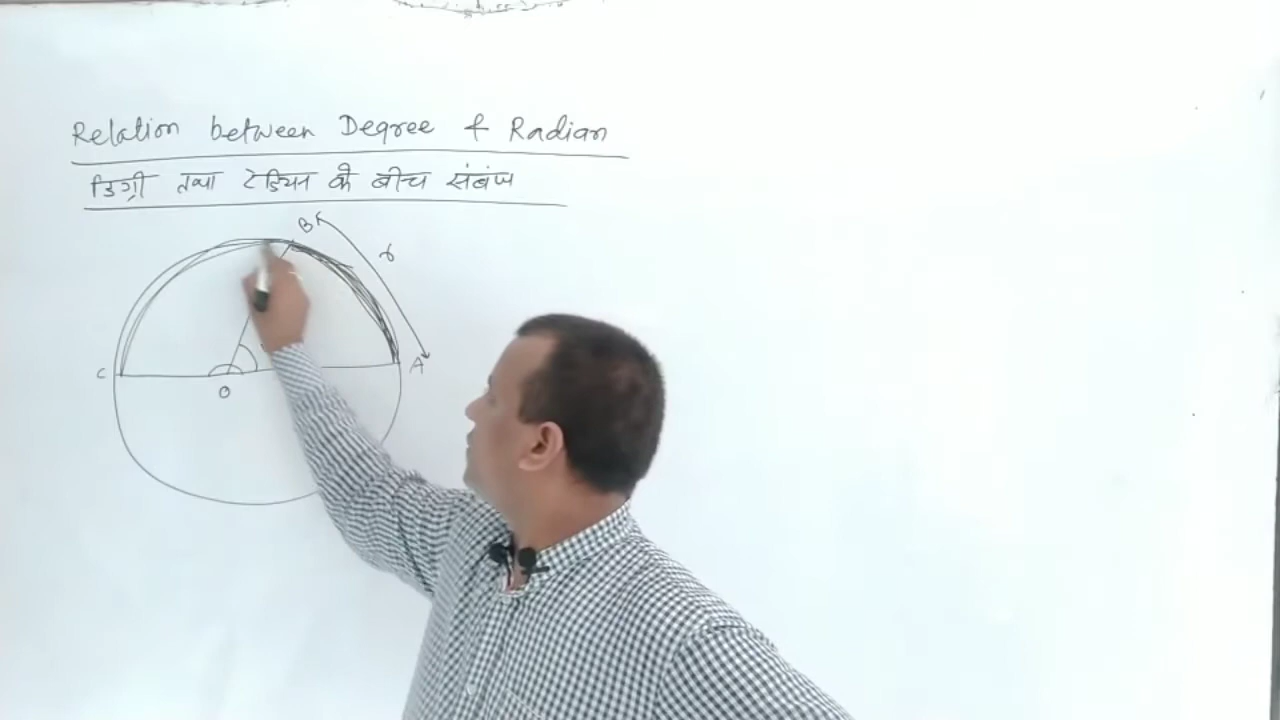 Relation between Degree & Radian
डिग्री तथा रेडियन के बीच संबंध
B
r
C
A
O